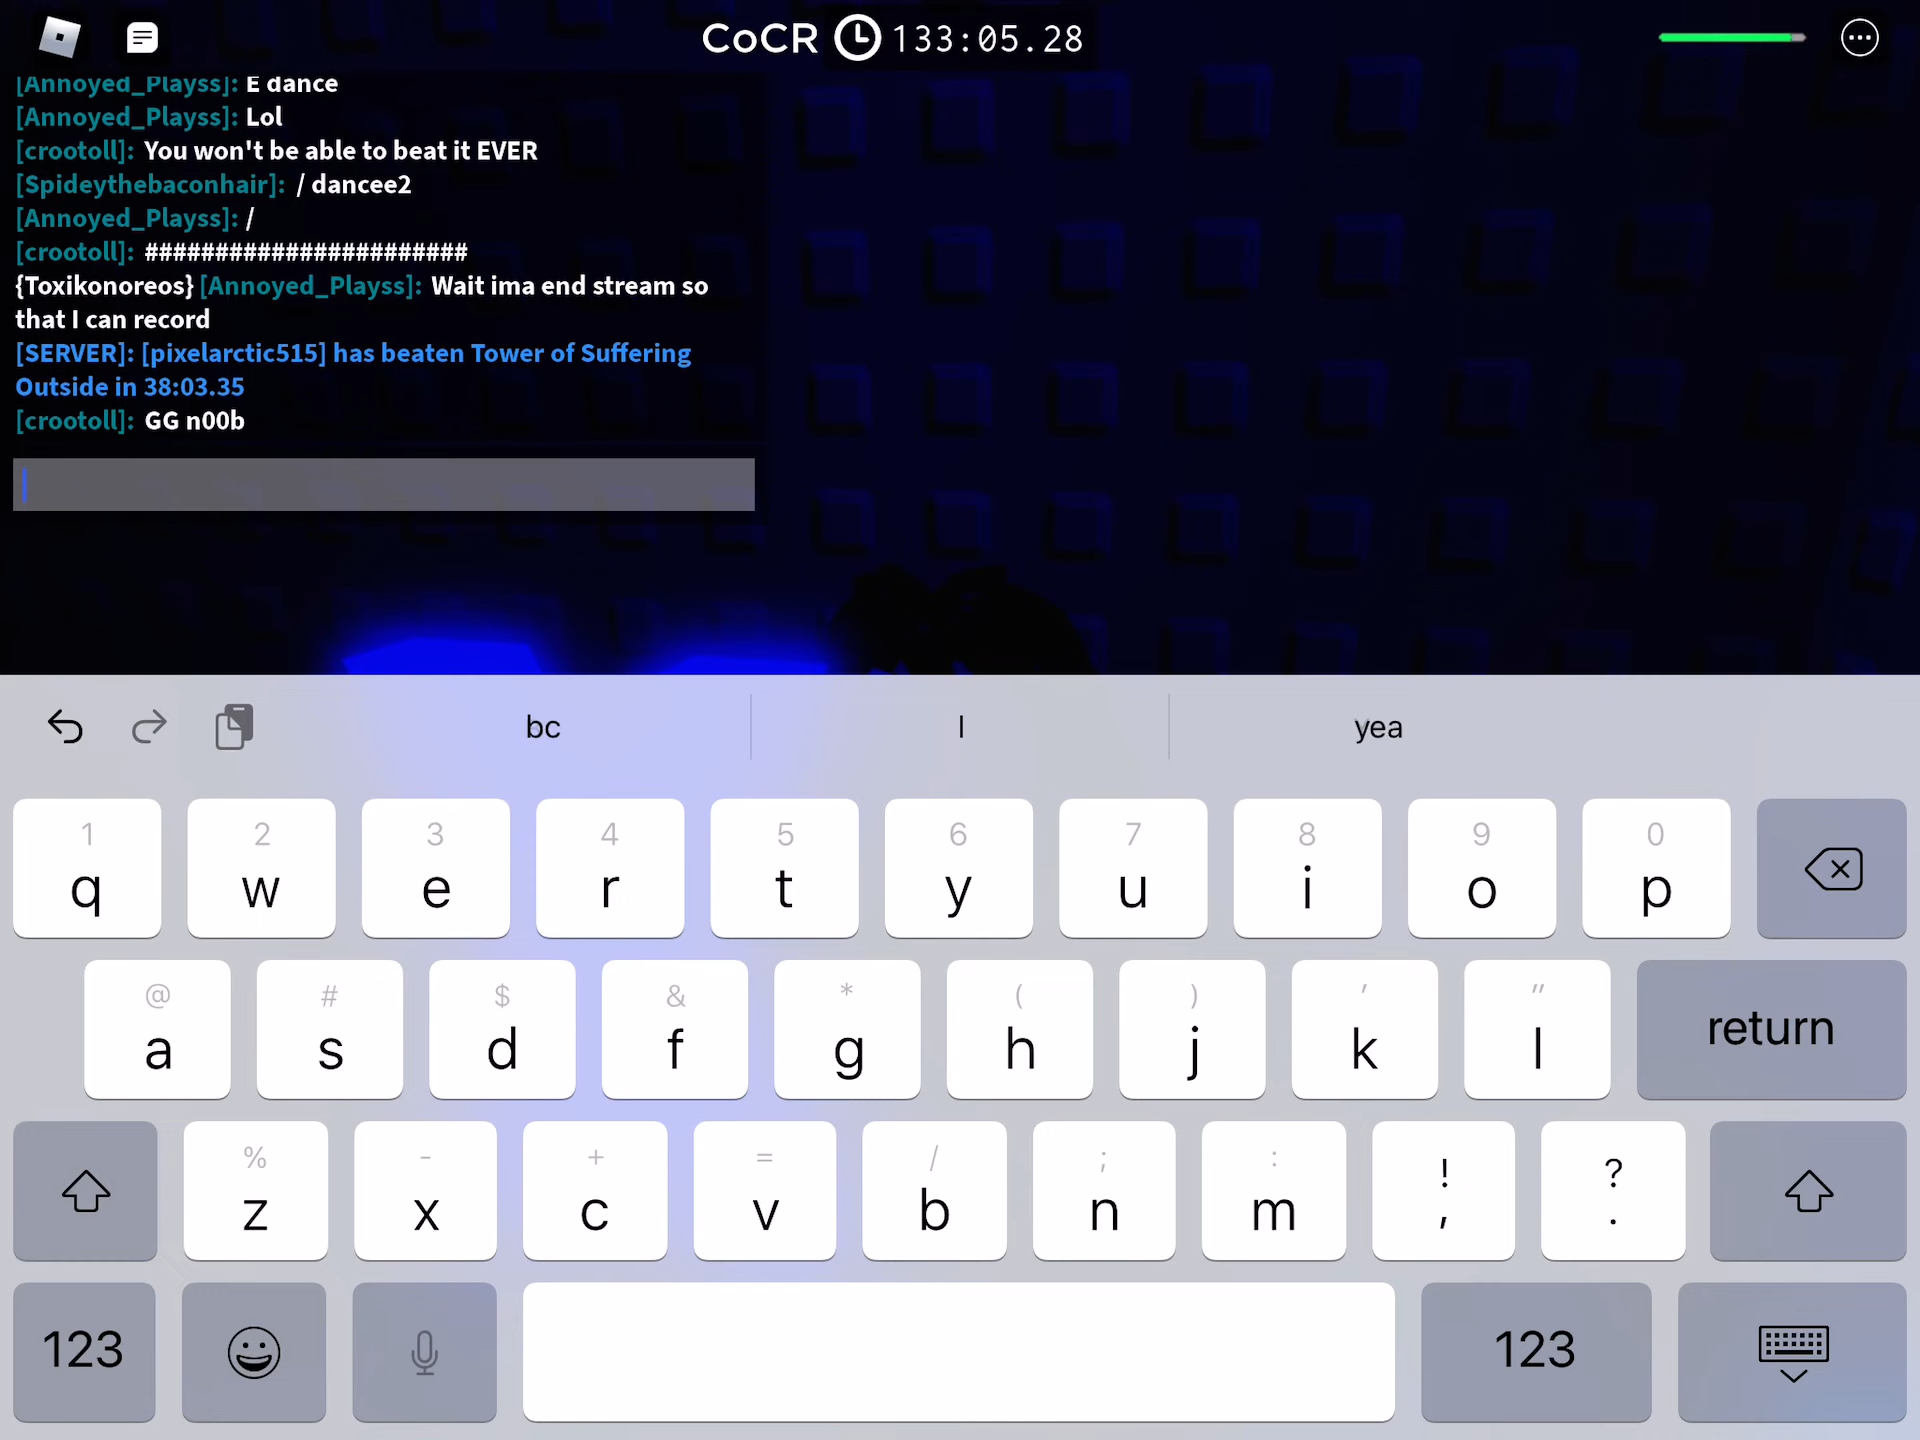 CoCR 133:05.28
[Annoyed_Playss]: E dance
[Annoyed_Playss]: Lol
[crootoll]: You won't be able to beat it EVER
[Spideythebaconhair]: / dancee2
[Annoyed_Playss]: /
[crootoll]: #######################
{Toxikonoreos} [Annoyed_Playss]: Wait ima end stream so
that I can record
[SERVER]: [pixelarctic515] has beaten Tower of Suffering
Outside in 38:03.35
[crootoll]: GG n00b
bc I yea
1 2 3 4 5 6 7 8 9 0
q w e r t y u i o p
@ # $ & * ( ) ' "
a s d f g h j k l return
% - + = / ; : ! ?
z x c v b n m , .
123 123